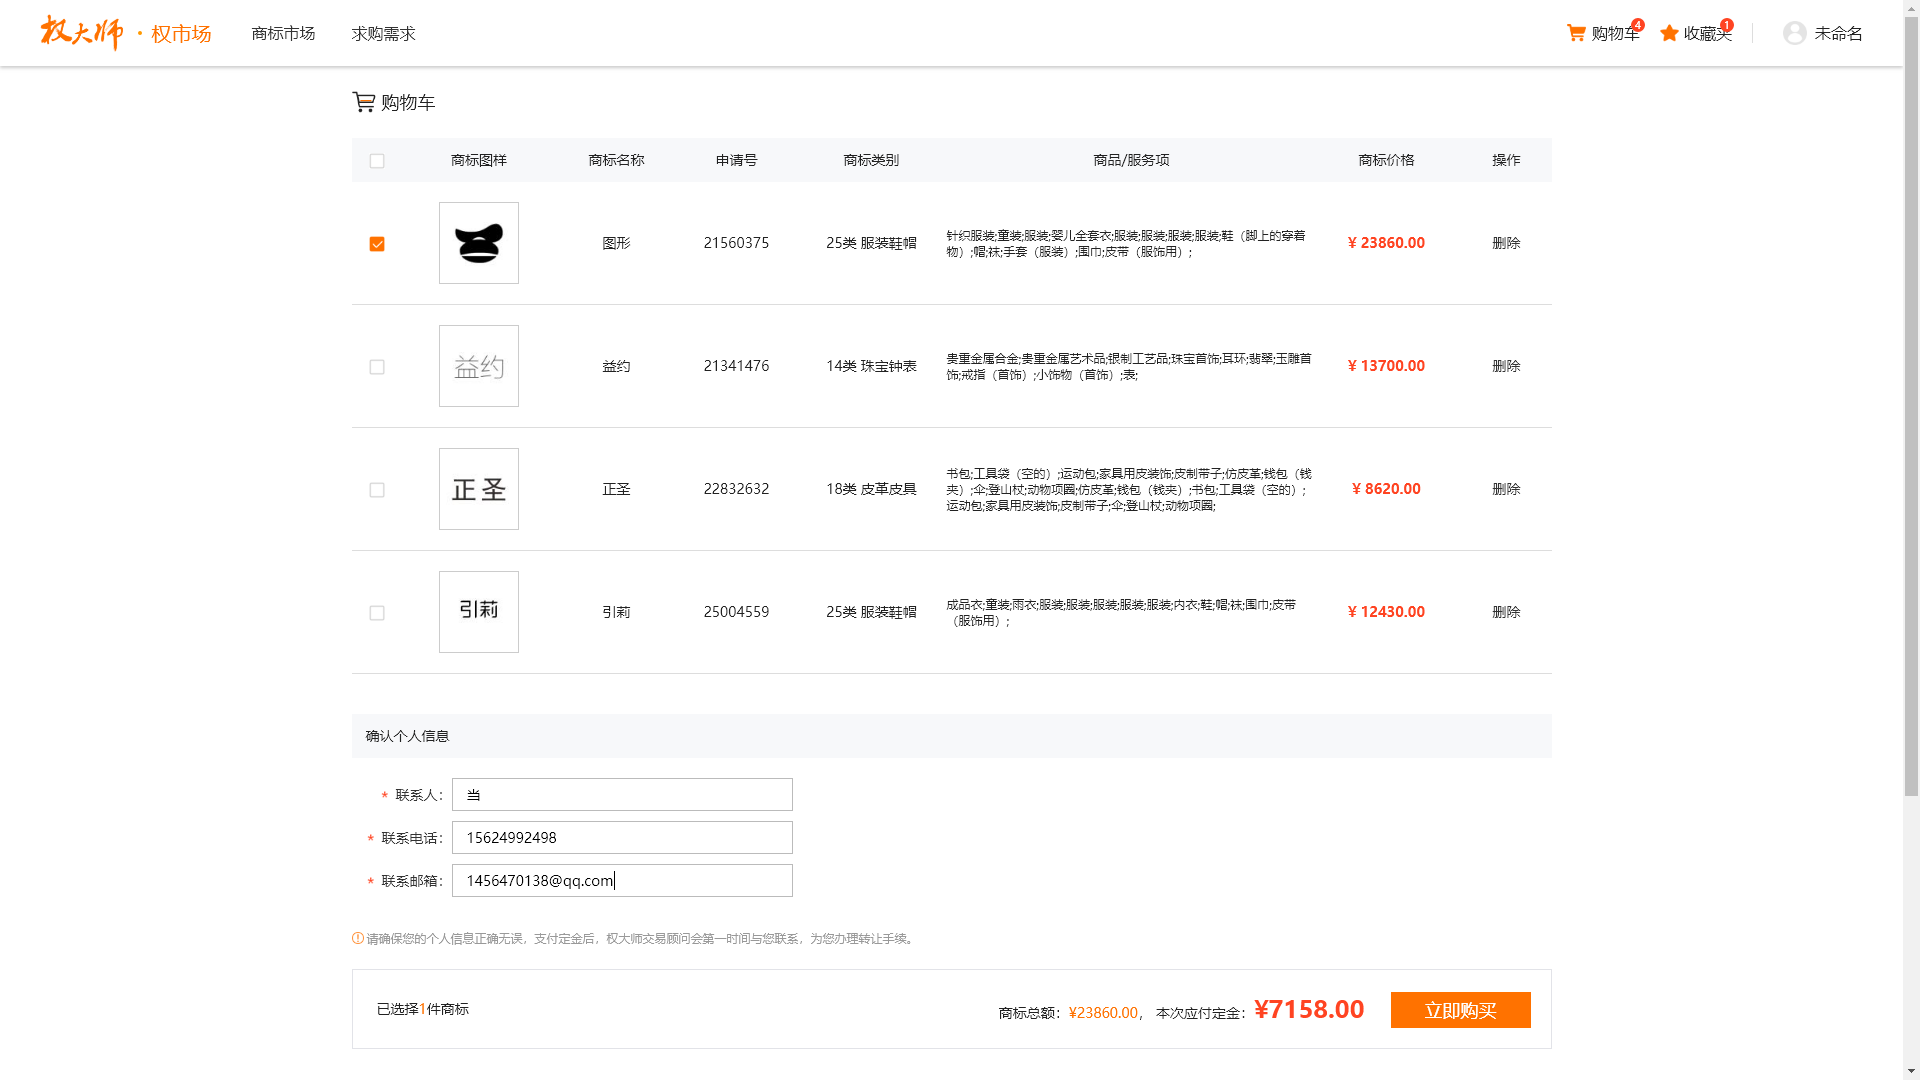 权大师 · 权市场 商标市场 求购需求 购物车 4 收藏夹 1 未命名
购物车
商标图样 商标名称 申请号 商标类别 商品/服务项 商标价格 操作
图形 21560375 25类 服装鞋帽 针织服装;童装;服装;婴儿全套衣;服装;服装;服装;服装;鞋（脚上的穿着
物）;帽;袜;手套（服装）;围巾;皮带（服饰用）; ¥ 23860.00 删除
益约 益约 21341476 14类 珠宝钟表 贵重金属合金;贵重金属艺术品;银制工艺品;珠宝首饰;耳环;翡翠;玉雕首
饰;戒指（首饰）;小饰物（首饰）;表; ¥ 13700.00 删除
正圣 正圣 22832632 18类 皮革皮具 书包;工具袋（空的）;运动包;家具用皮装饰;皮制带子;仿皮革;钱包（钱
夹）;伞;登山杖;动物项圈;仿皮革;钱包（钱夹）;书包;工具袋（空的）;
运动包;家具用皮装饰;皮制带子;伞;登山杖;动物项圈; ¥ 8620.00 删除
引莉 引莉 25004559 25类 服装鞋帽 成品衣;童装;雨衣;服装;服装;服装;服装;服装;内衣;鞋;帽;袜;围巾;皮带
（服饰用）; ¥ 12430.00 删除
确认个人信息
* 联系人： 当
* 联系电话： 15624992498
* 联系邮箱： 1456470138@qq.com
请确保您的个人信息正确无误，支付定金后，权大师交易顾问会第一时间与您联系，为您办理转让手续。
已选择1件商标 商标总额：¥23860.00， 本次应付定金：¥7158.00 立即购买